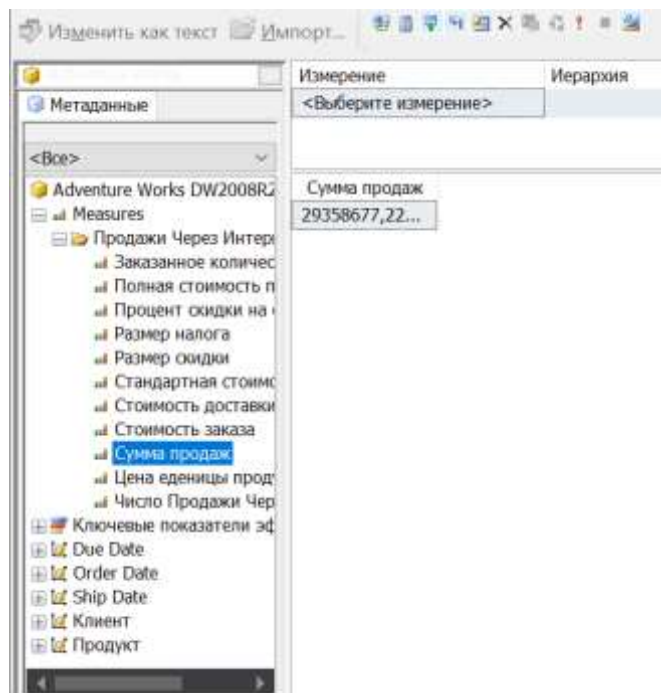 Изменить как текст Импорт...
Метаданные
<Все>
Adventure Works DW2008R2
Measures
Продажи Через Интер
Заказанное количес
Полная стоимость п
Процент скидки на
Размер налога
Размер скидки
Стандартная стоимо
Стоимость доставки
Стоимость заказа
Сумма продаж
Цена еденицы прод
Число Продажи Чер
Ключевые показатели эф
Due Date
Order Date
Ship Date
Клиент
Продукт
Измерение Иерархия
<Выберите измерение>
Сумма продаж
29358677,22...